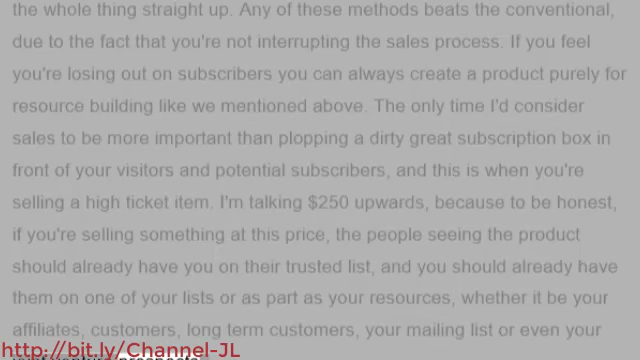 the whole thing straight up. Any of these methods beats the conventional,
due to the fact that you're not interrupting the sales process. If you feel
you're losing out on subscribers you can always create a product purely for
resource building like we mentioned above. The only time I'd consider
sales to be more important than plopping a dirty great subscription box in
front of your visitors and potential subscribers, and this is when you're
selling a high ticket item. I'm talking $250 upwards, because to be honest,
if you're selling something at this price, the people seeing the product
should already have you on their trusted list, and you should already have
them on one of your lists or as part as your resources, whether it be your
affiliates, customers, long term customers, your mailing list or even your
http://bit.ly/Channel-JL